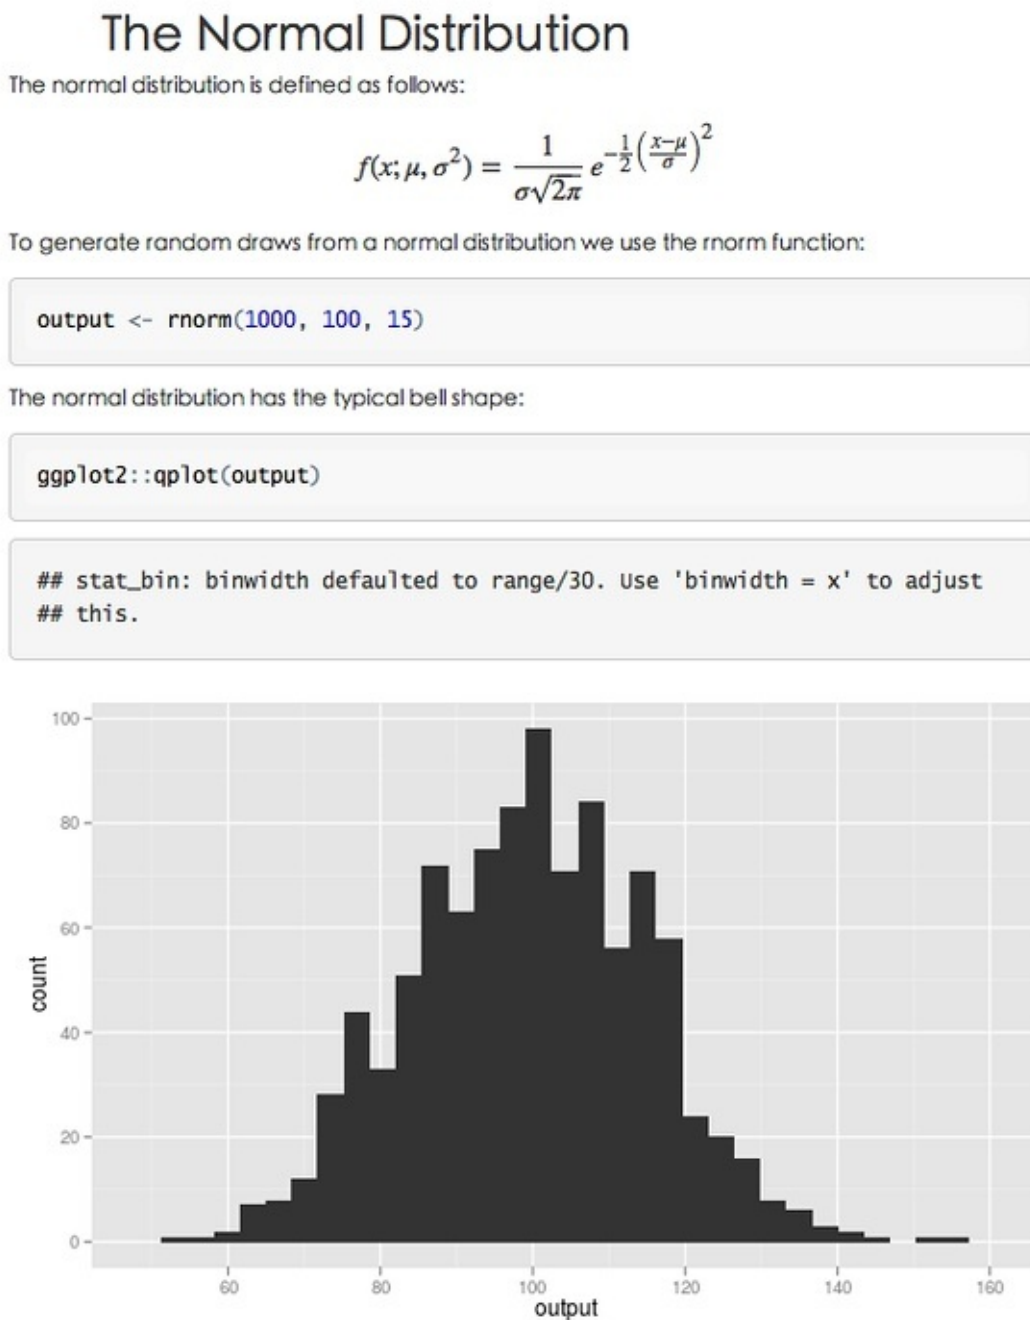 The Normal Distribution
The normal distribution is defined as follows:
f(x; μ, σ²) = 1/(σ√2π) e^(-1/2((x-μ)/σ)²)
To generate random draws from a normal distribution we use the rnorm function:
output <- rnorm(1000, 100, 15)
The normal distribution has the typical bell shape:
ggplot2::qplot(output)
## stat_bin: binwidth defaulted to range/30. Use 'binwidth = x' to adjust
## this.
100
80
60
40
20
0
count
60 80 100 120 140 160
output